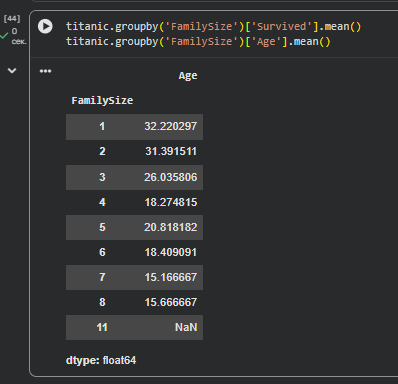 [44]
0
сек.
titanic.groupby('FamilySize')['Survived'].mean()
titanic.groupby('FamilySize')['Age'].mean()
Age
FamilySize
1 32.220297
2 31.391511
3 26.035806
4 18.274815
5 20.818182
6 18.409091
7 15.166667
8 15.666667
11 NaN
dtype: float64